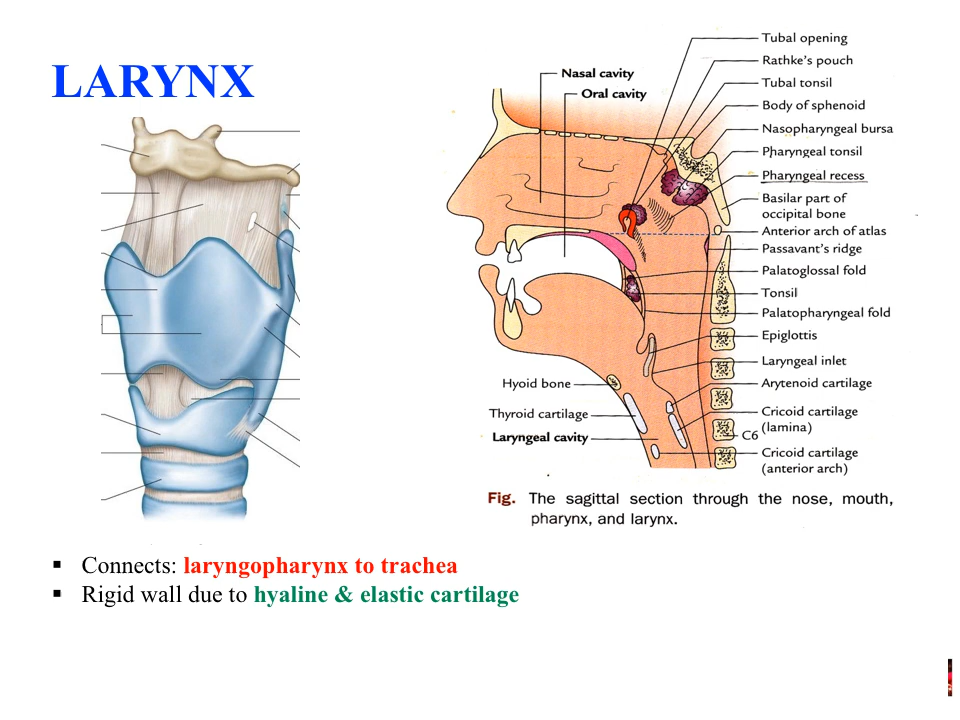 LARYNX
Nasal cavity
Oral cavity
Tubal opening
Rathke's pouch
Tubal tonsil
Body of sphenoid
Nasopharyngeal bursa
Pharyngeal tonsil
Pharyngeal recess
Basilar part of
occipital bone
Anterior arch of atlas
Passavant's ridge
Palatoglossal fold
Tonsil
Palatopharyngeal fold
Epiglottis
Laryngeal inlet
Arytenoid cartilage
Cricoid cartilage
(lamina)
C6
Cricoid cartilage
(anterior arch)
Hyoid bone
Thyroid cartilage
Laryngeal cavity
Fig. The sagittal section through the nose, mouth,
pharynx, and larynx.
▪ Connects: laryngopharynx to trachea
▪ Rigid wall due to hyaline & elastic cartilage